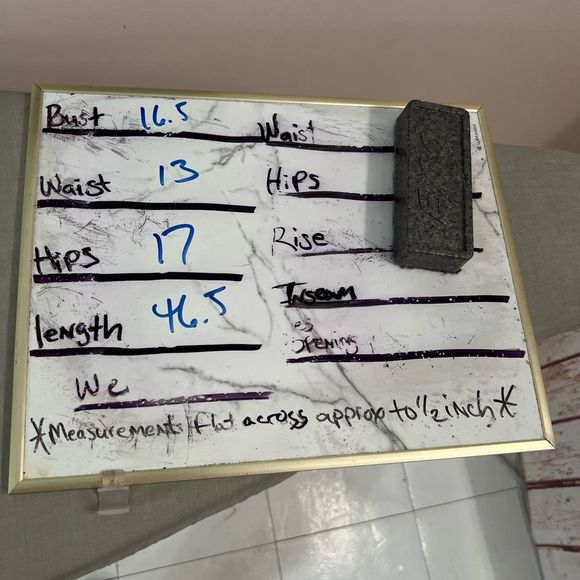 Bust 16.5
Waist 13
Hips 17
length 46.5
We
Waist
Hips
Rise
Inseam
opening
*Measurements flat across approx to 1/2 inch*